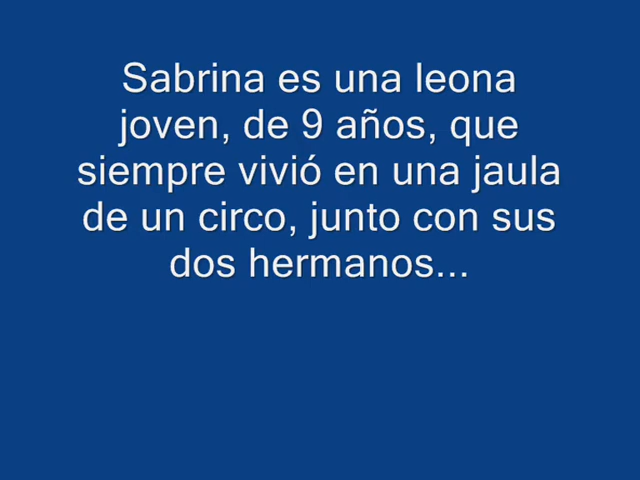 Sabrina es una leona
joven, de 9 años, que
siempre vivió en una jaula
de un circo, junto con sus
dos hermanos...